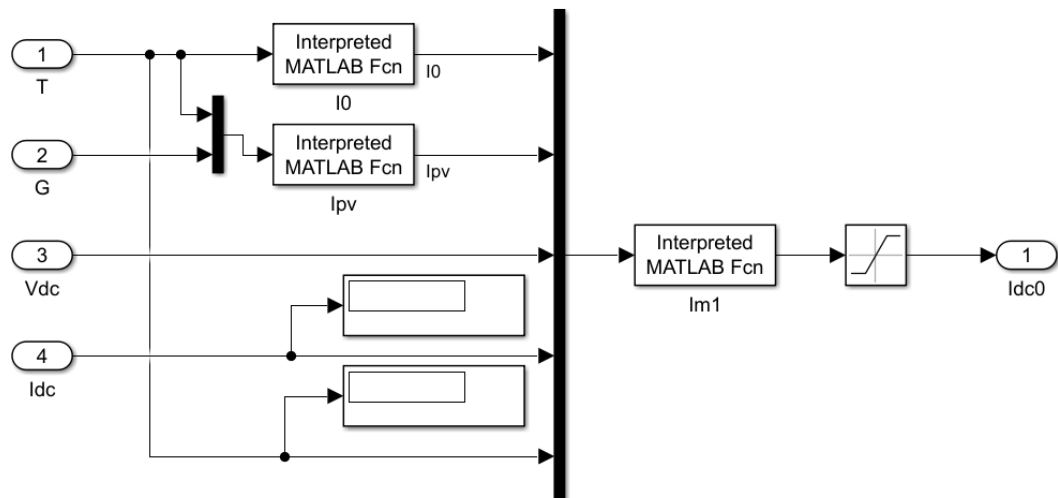 1
T
Interpreted
MATLAB Fcn
I0
I0
2
G
Interpreted
MATLAB Fcn
Ipv
Ipv
3
Vdc
Interpreted
MATLAB Fcn
Im1
1
Idc0
4
Idc